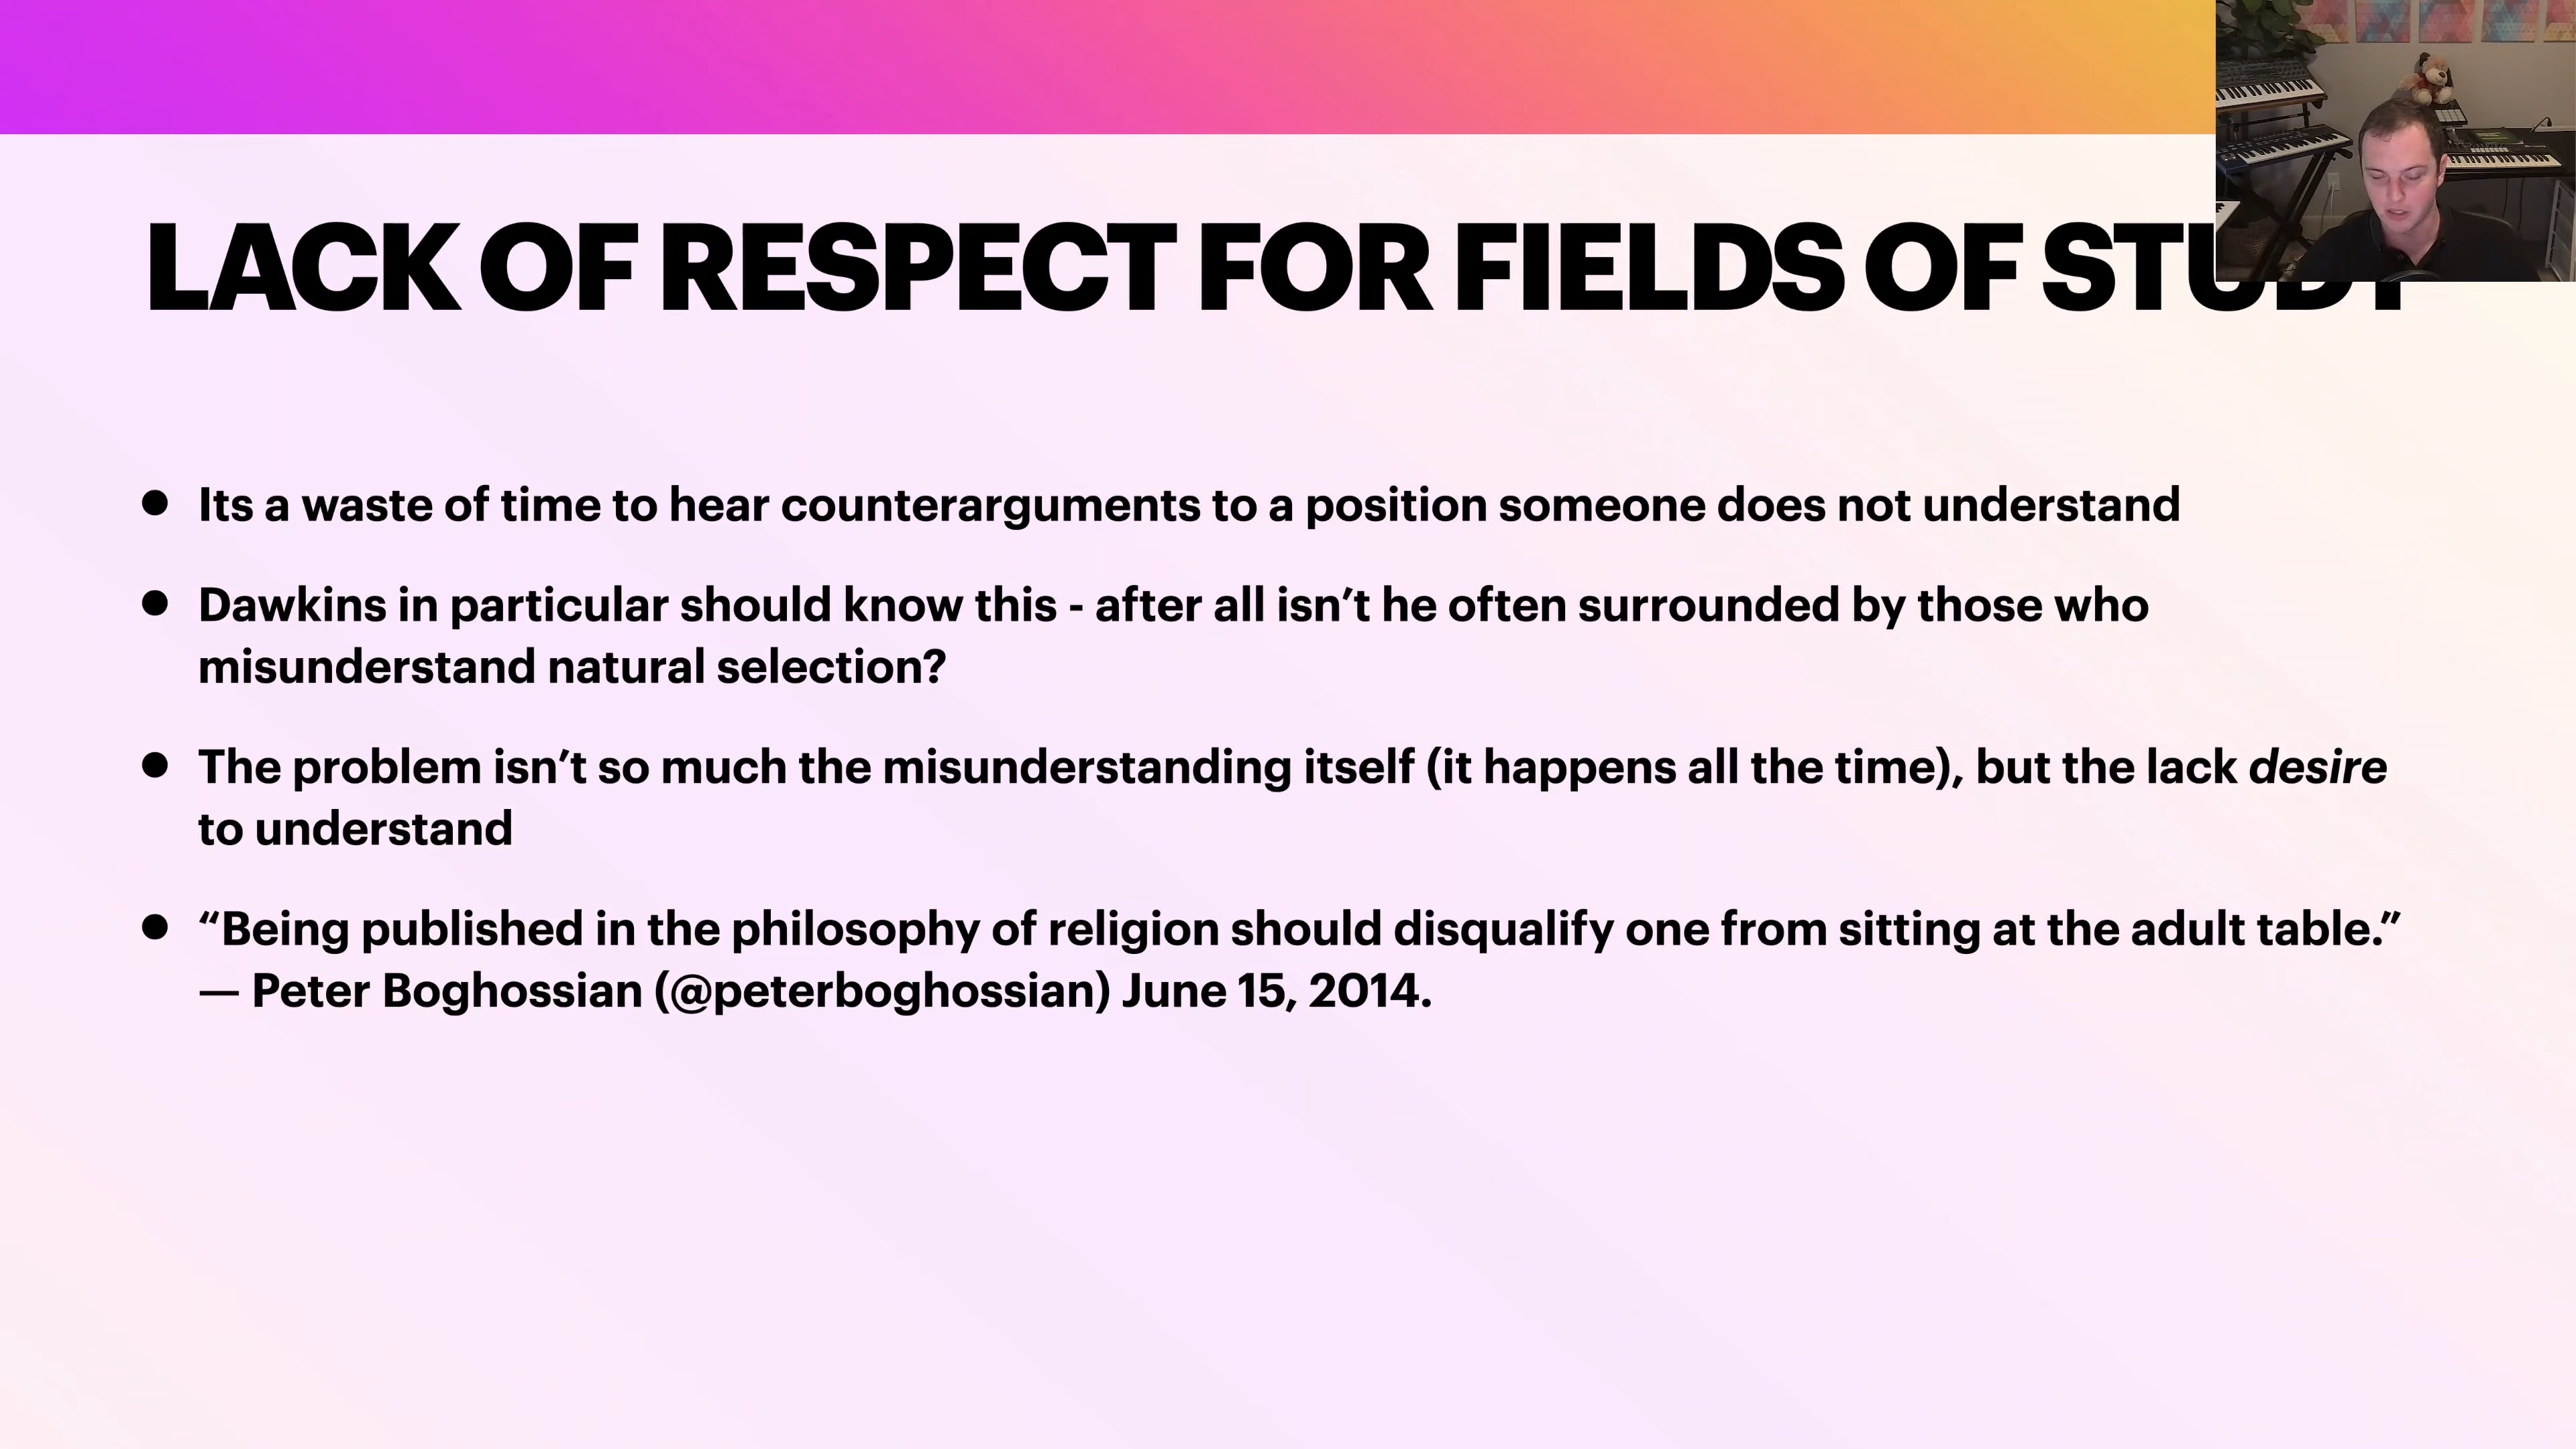 LACK OF RESPECT FOR FIELDS OF STUDY
● Its a waste of time to hear counterarguments to a position someone does not understand
● Dawkins in particular should know this - after all isn’t he often surrounded by those who
misunderstand natural selection?
● The problem isn’t so much the misunderstanding itself (it happens all the time), but the lack desire
to understand
● “Being published in the philosophy of religion should disqualify one from sitting at the adult table.”
— Peter Boghossian (@peterboghossian) June 15, 2014.